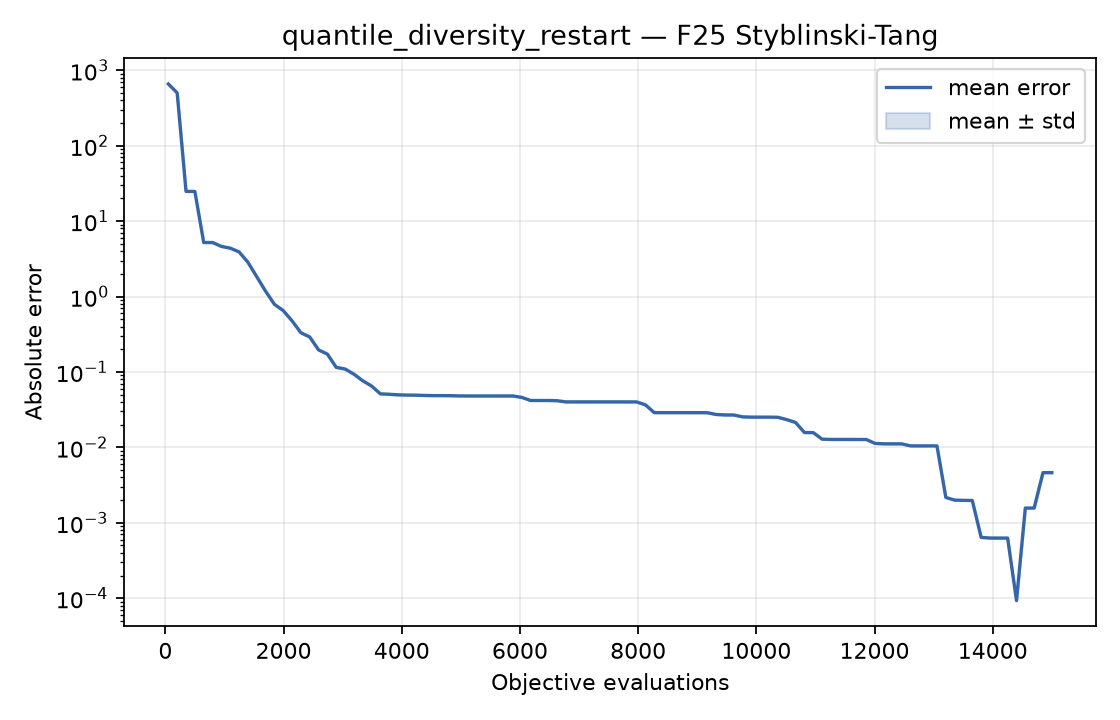 quantile_diversity_restart — F25 Styblinski-Tang
mean error
mean ± std
Absolute error
10³
10²
10¹
10⁰
10⁻¹
10⁻²
10⁻³
10⁻⁴
0 2000 4000 6000 8000 10000 12000 14000
Objective evaluations